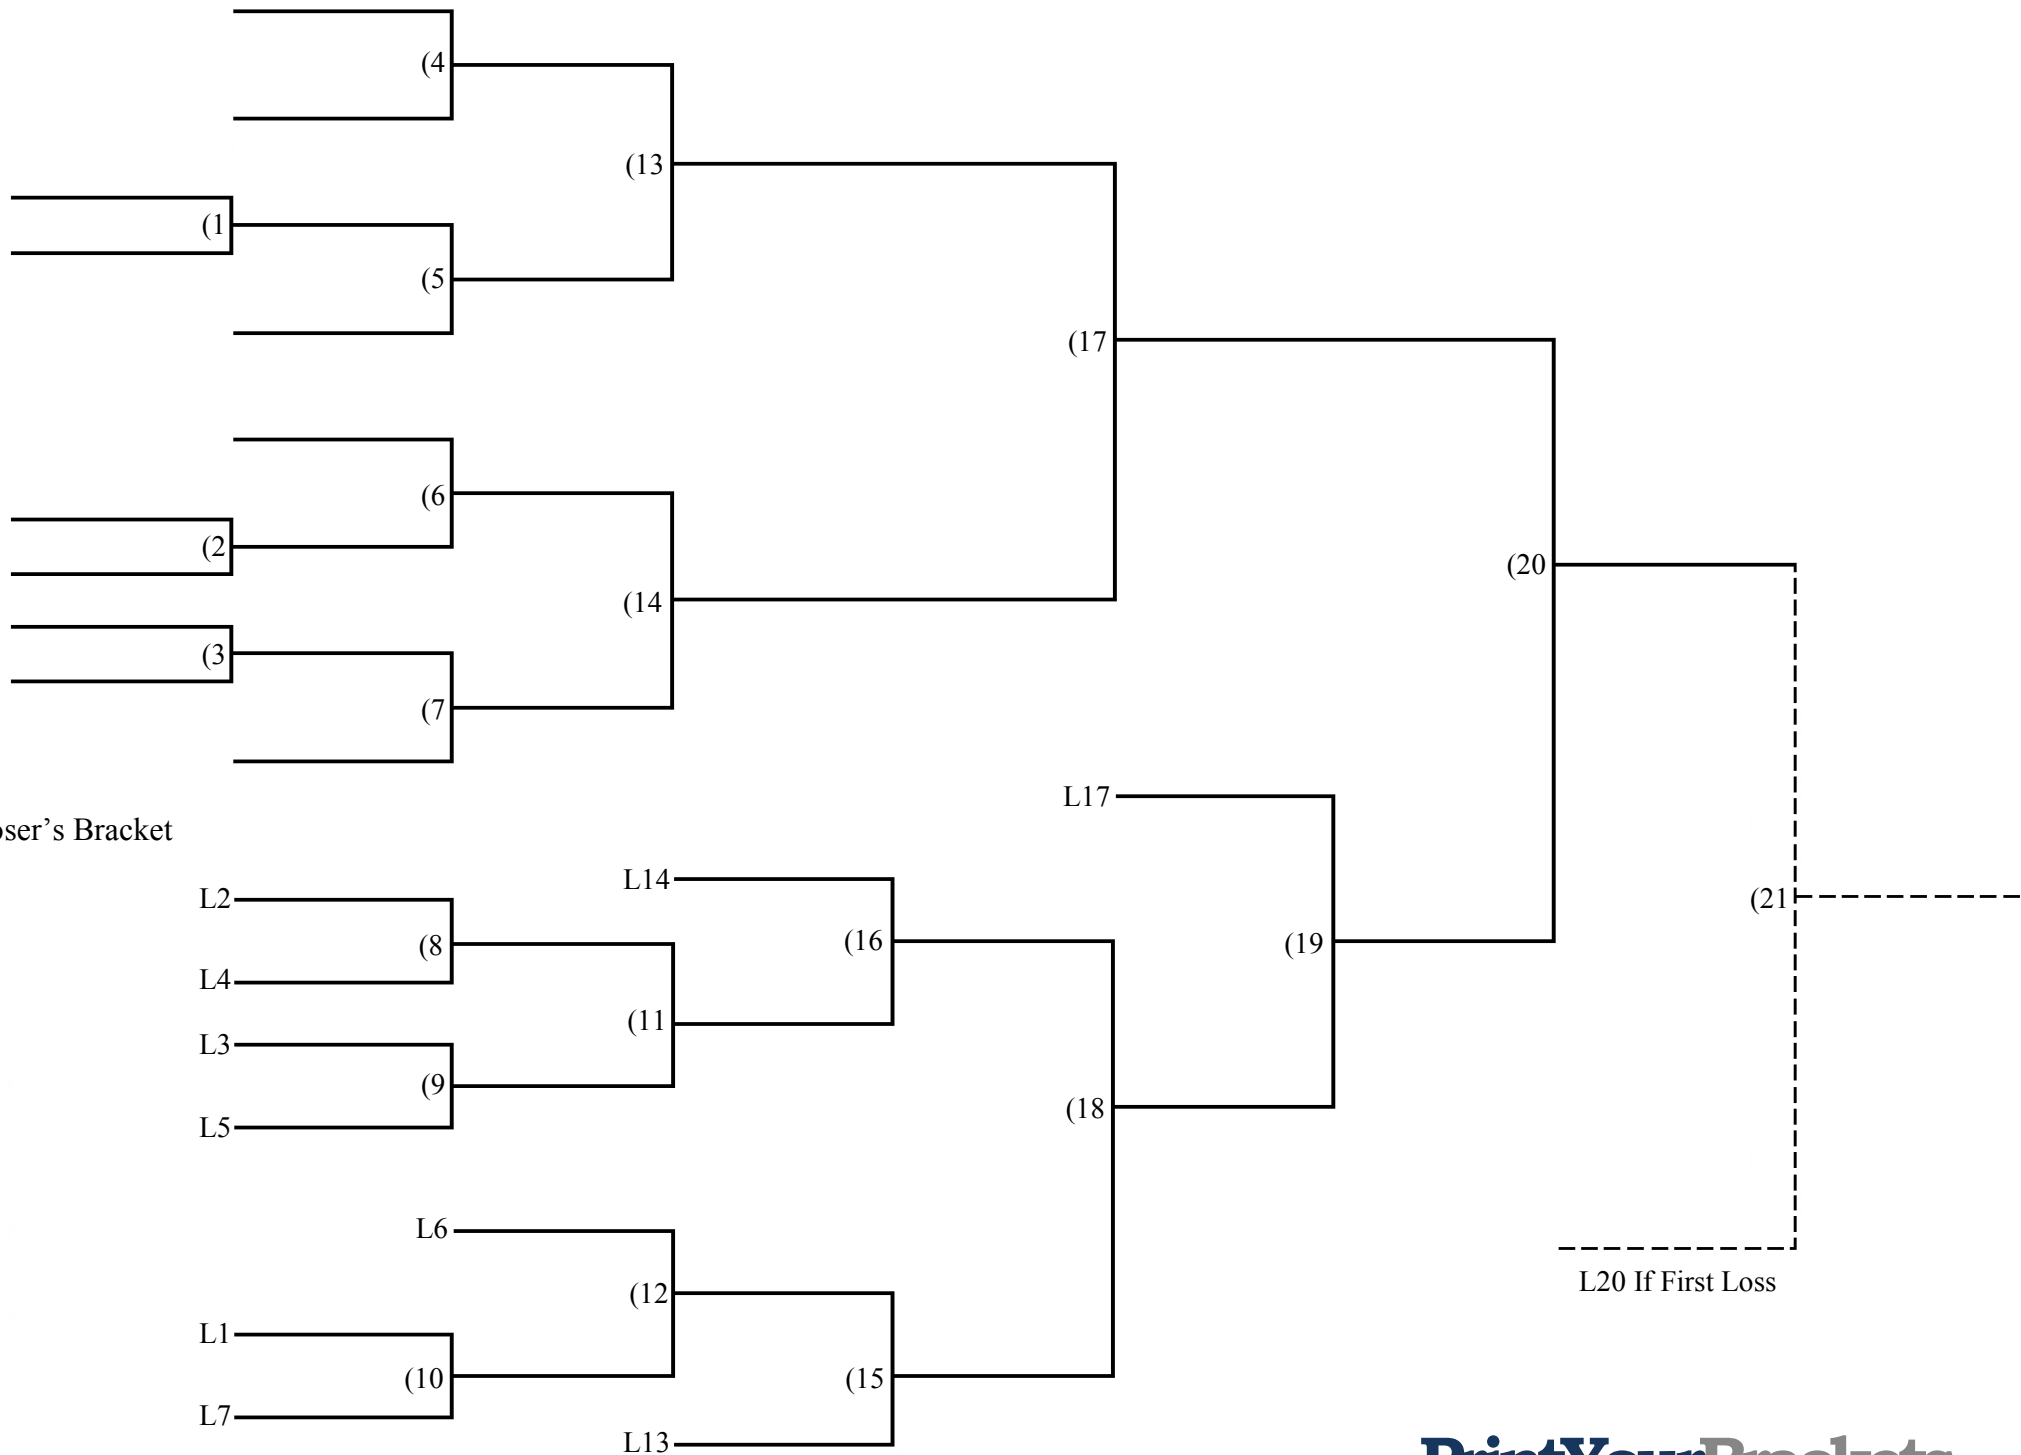 (4
(13
(1
(5
(17
(6
(2
(20
(14
(3
(7
L17
oser’s Bracket
L14
L2
(21
(16
(8
(19
L4
(11
L3
(9
(18
L5
L6
L20 If First Loss
(12
L1
(10
(15
L7
L13
PrintYourBrackets